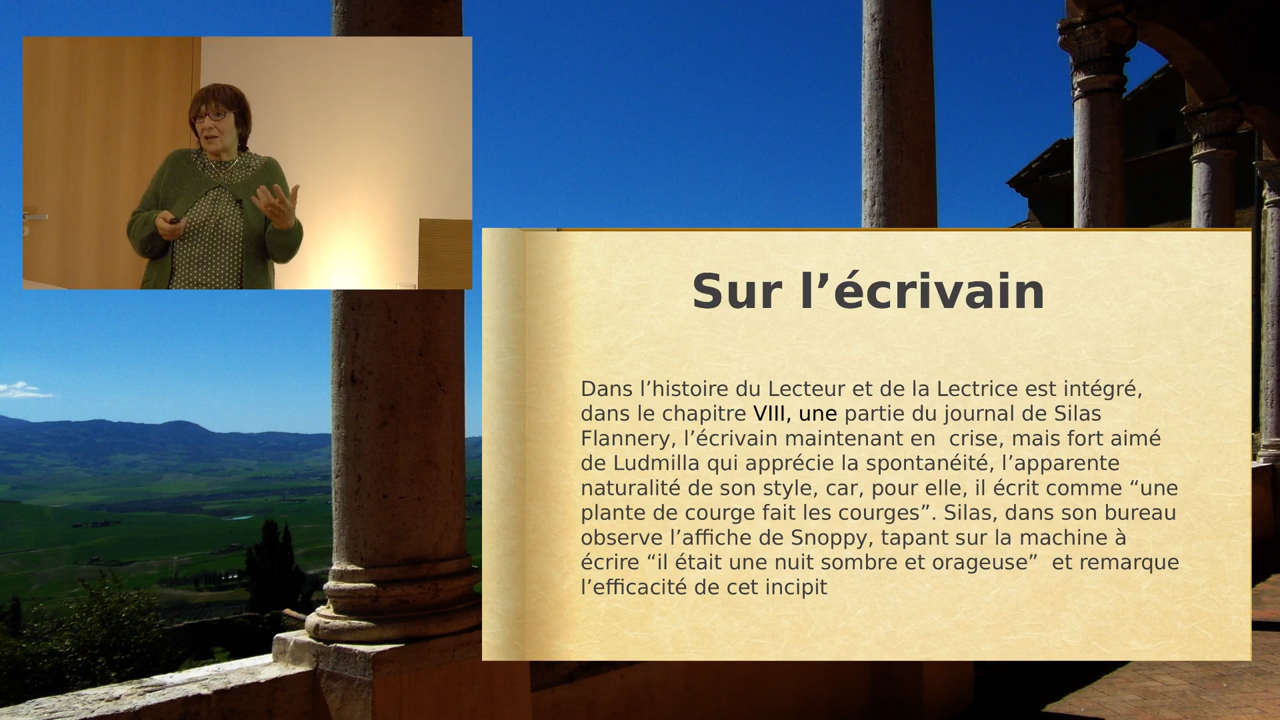 Sur l’écrivain
Dans l’histoire du Lecteur et de la Lectrice est intégré,
dans le chapitre VIII, une partie du journal de Silas
Flannery, l’écrivain maintenant en  crise, mais fort aimé
de Ludmilla qui apprécie la spontanéité, l’apparente
naturalité de son style, car, pour elle, il écrit comme “une
plante de courge fait les courges”. Silas, dans son bureau
observe l’affiche de Snoppy, tapant sur la machine à
écrire “il était une nuit sombre et orageuse”  et remarque
l’efficacité de cet incipit